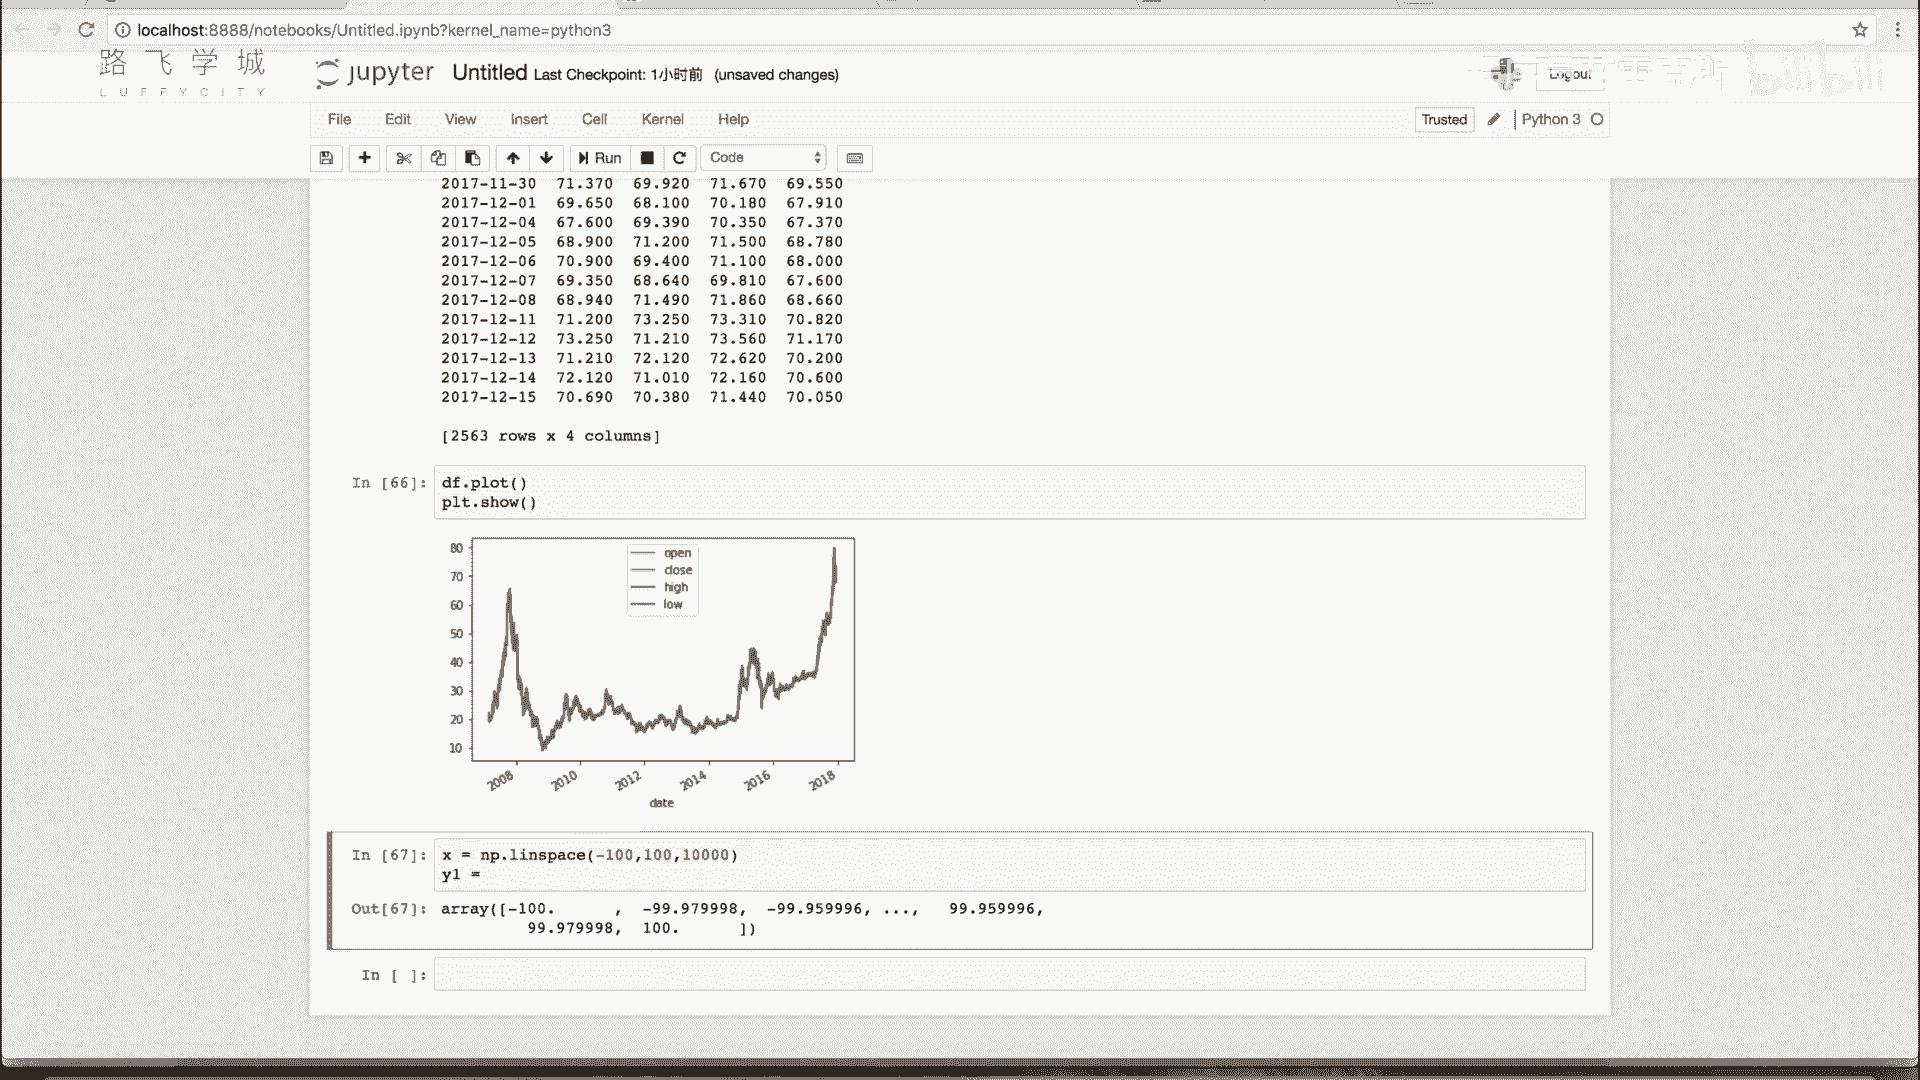 localhost:8888/notebooks/Untitled.ipynb?kernel_name=python3
路飞学城
LUFFYCITY
jupyter Untitled Last Checkpoint: 1小时前 (unsaved changes)
Logout
bilibili
File Edit View Insert Cell Kernel Help
Trusted Python 3
Run Code
2017-11-30 71.370 69.920 71.670 69.550
2017-12-01 69.650 68.100 70.180 67.910
2017-12-04 67.600 69.390 70.350 67.370
2017-12-05 68.900 71.200 71.500 68.780
2017-12-06 70.900 69.400 71.100 68.000
2017-12-07 69.350 68.640 69.810 67.600
2017-12-08 68.940 71.490 71.860 68.660
2017-12-11 71.200 73.250 73.310 70.820
2017-12-12 73.250 71.210 73.560 71.170
2017-12-13 71.210 72.120 72.620 70.200
2017-12-14 72.120 71.010 72.160 70.600
2017-12-15 70.690 70.380 71.440 70.050
[2563 rows x 4 columns]
In [66]: df.plot()
plt.show()
open
close
high
low
80
70
60
50
40
30
20
10
2008 2010 2012 2014 2016 2018
date
In [67]: x = np.linspace(-100,100,10000)
y1 =
Out[67]: array([-100. , -99.979998, -99.959996, ..., 99.959996,
99.979998, 100. ])
In [ ]: